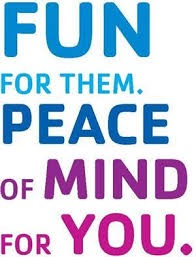 FUN
FOR THEM.
PEACE
OF MIND
FOR YOU.